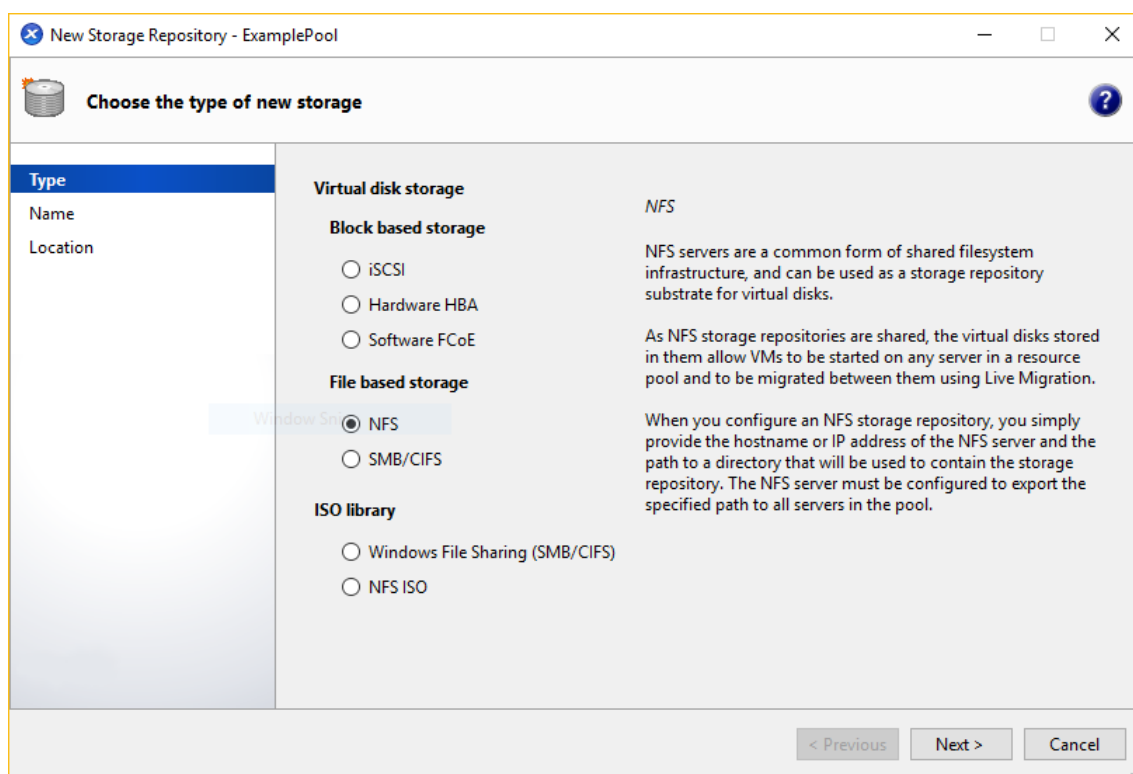 New Storage Repository - ExamplePool
Choose the type of new storage
?
Type
Name
Location
Virtual disk storage
Block based storage
iSCSI
Hardware HBA
Software FCoE
File based storage
NFS
SMB/CIFS
ISO library
Windows File Sharing (SMB/CIFS)
NFS ISO
Window Sni
NFS
NFS servers are a common form of shared filesystem
infrastructure, and can be used as a storage repository
substrate for virtual disks.
As NFS storage repositories are shared, the virtual disks stored
in them allow VMs to be started on any server in a resource
pool and to be migrated between them using Live Migration.
When you configure an NFS storage repository, you simply
provide the hostname or IP address of the NFS server and the
path to a directory that will be used to contain the storage
repository. The NFS server must be configured to export the
specified path to all servers in the pool.
< Previous
Next >
Cancel